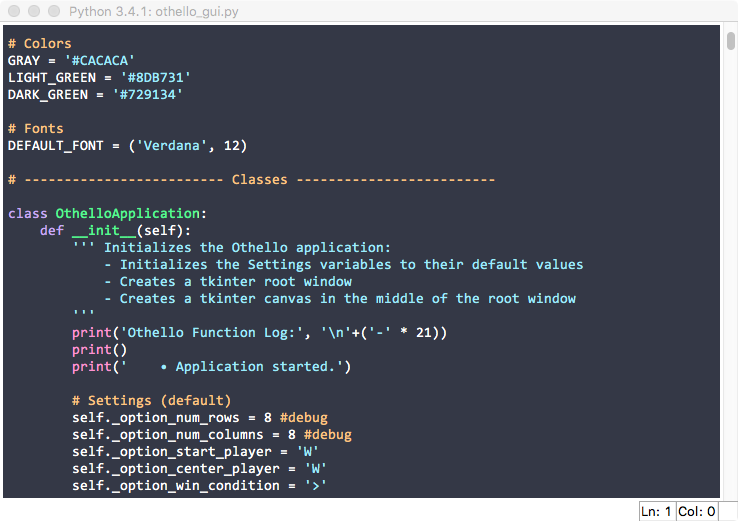 Python 3.4.1: othello_gui.py
# Colors
GRAY = '#CACACA'
LIGHT_GREEN = '#8DB731'
DARK_GREEN = '#729134'
# Fonts
DEFAULT_FONT = ('Verdana', 12)
# ------------------------- Classes -------------------------
class OthelloApplication:
    def __init__(self):
        ''' Initializes the Othello application:
            - Initializes the Settings variables to their default values
            - Creates a tkinter root window
            - Creates a tkinter canvas in the middle of the root window
        '''
        print('Othello Function Log:', '\n'+('-' * 21))
        print()
        print('    • Application started.')
        # Settings (default)
        self._option_num_rows = 8 #debug
        self._option_num_columns = 8 #debug
        self._option_start_player = 'W'
        self._option_center_player = 'W'
        self._option_win_condition = '>'
Ln: 1 Col: 0